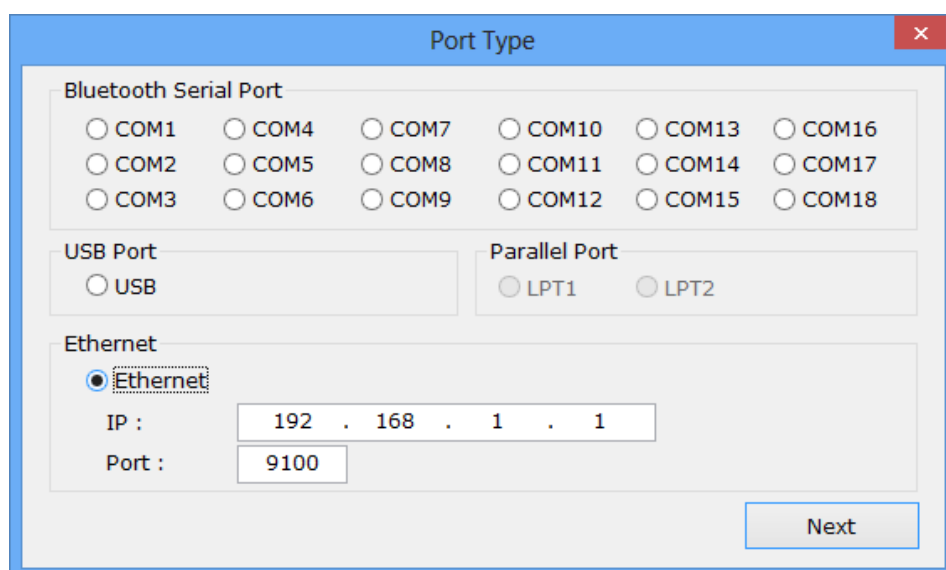 Port Type
Bluetooth Serial Port
COM1 COM4 COM7 COM10 COM13 COM16
COM2 COM5 COM8 COM11 COM14 COM17
COM3 COM6 COM9 COM12 COM15 COM18
USB Port Parallel Port
USB LPT1 LPT2
Ethernet
Ethernet
IP : 192 . 168 . 1 . 1
Port : 9100
Next